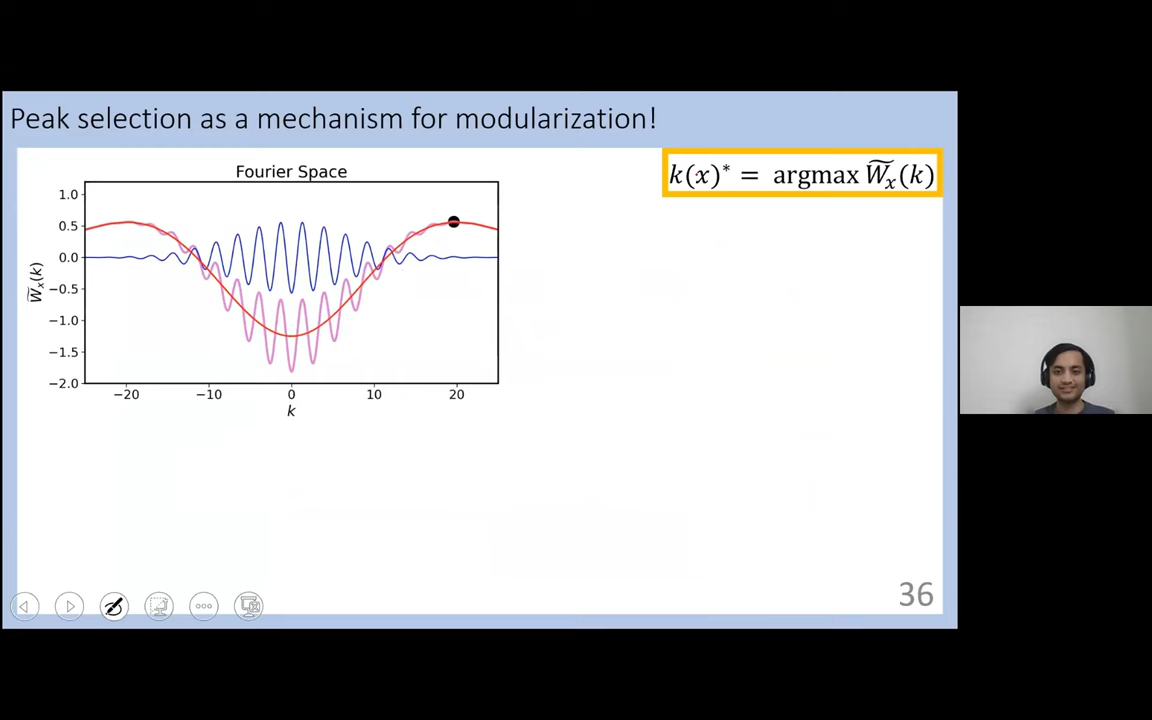 Peak selection as a mechanism for modularization!
Fourier Space
k(x)* = argmax W̃ₓ(k)
W̃ₓ(k)
1.0
0.5
0.0
−0.5
−1.0
−1.5
−2.0
−20 −10 0 10 20
k
36